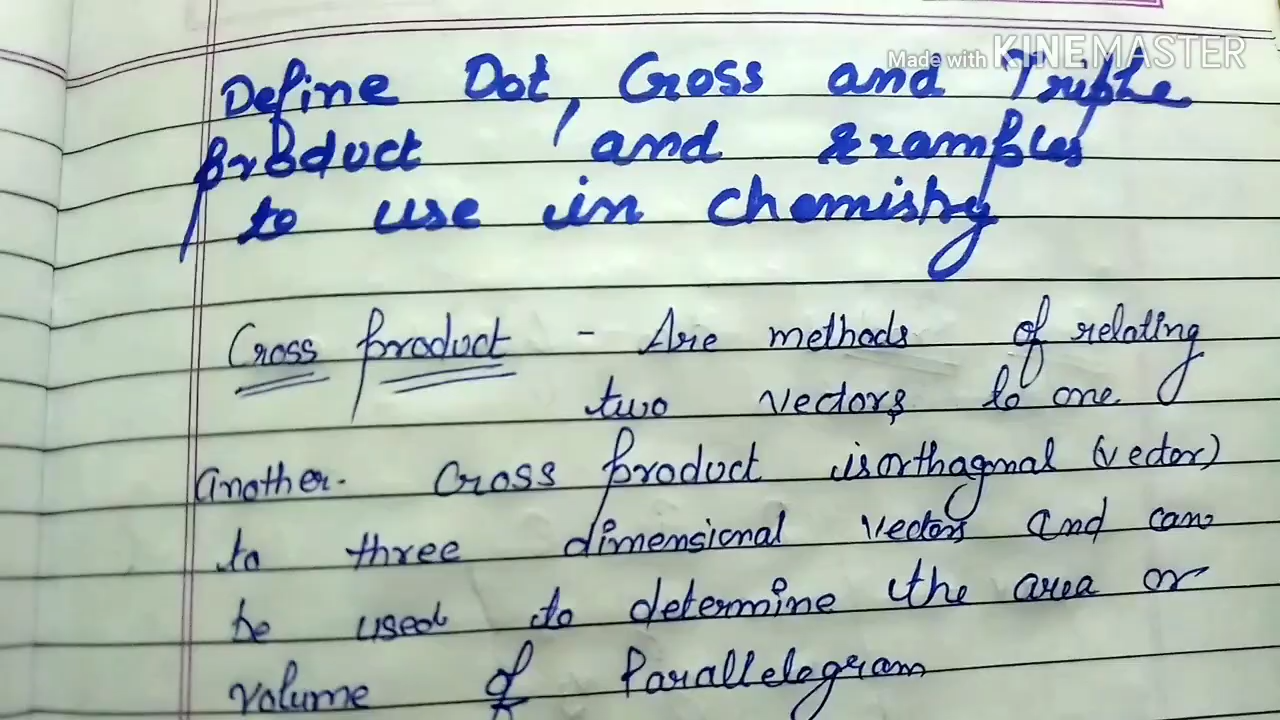 Made with KINEMASTER
Define Dot, Cross and Triple
product, and examples
to use in chemistry
Cross product - Are methods of relating
two vectors to one
another. Cross product is orthagonal (vector)
to three dimensional vectors and can
be used to determine the area or
volume of Parallelogram